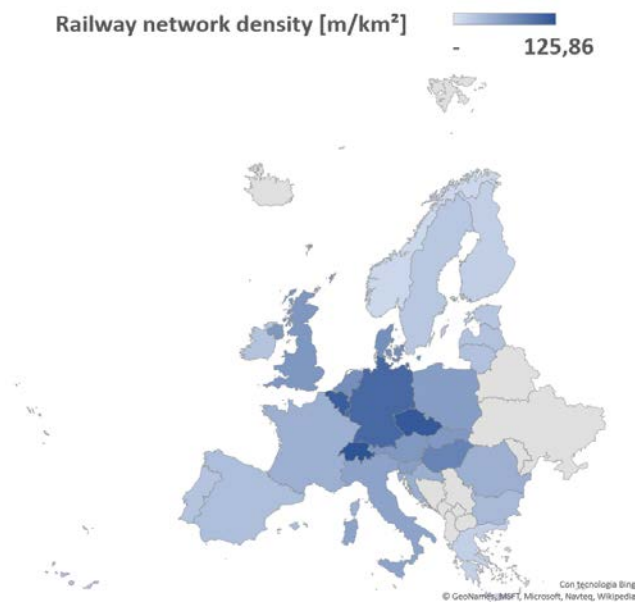 Railway network density [m/km²]
- 125,86
Con tecnologia Bing
© GeoNames, MSFT, Microsoft, Navteq, Wikipedia